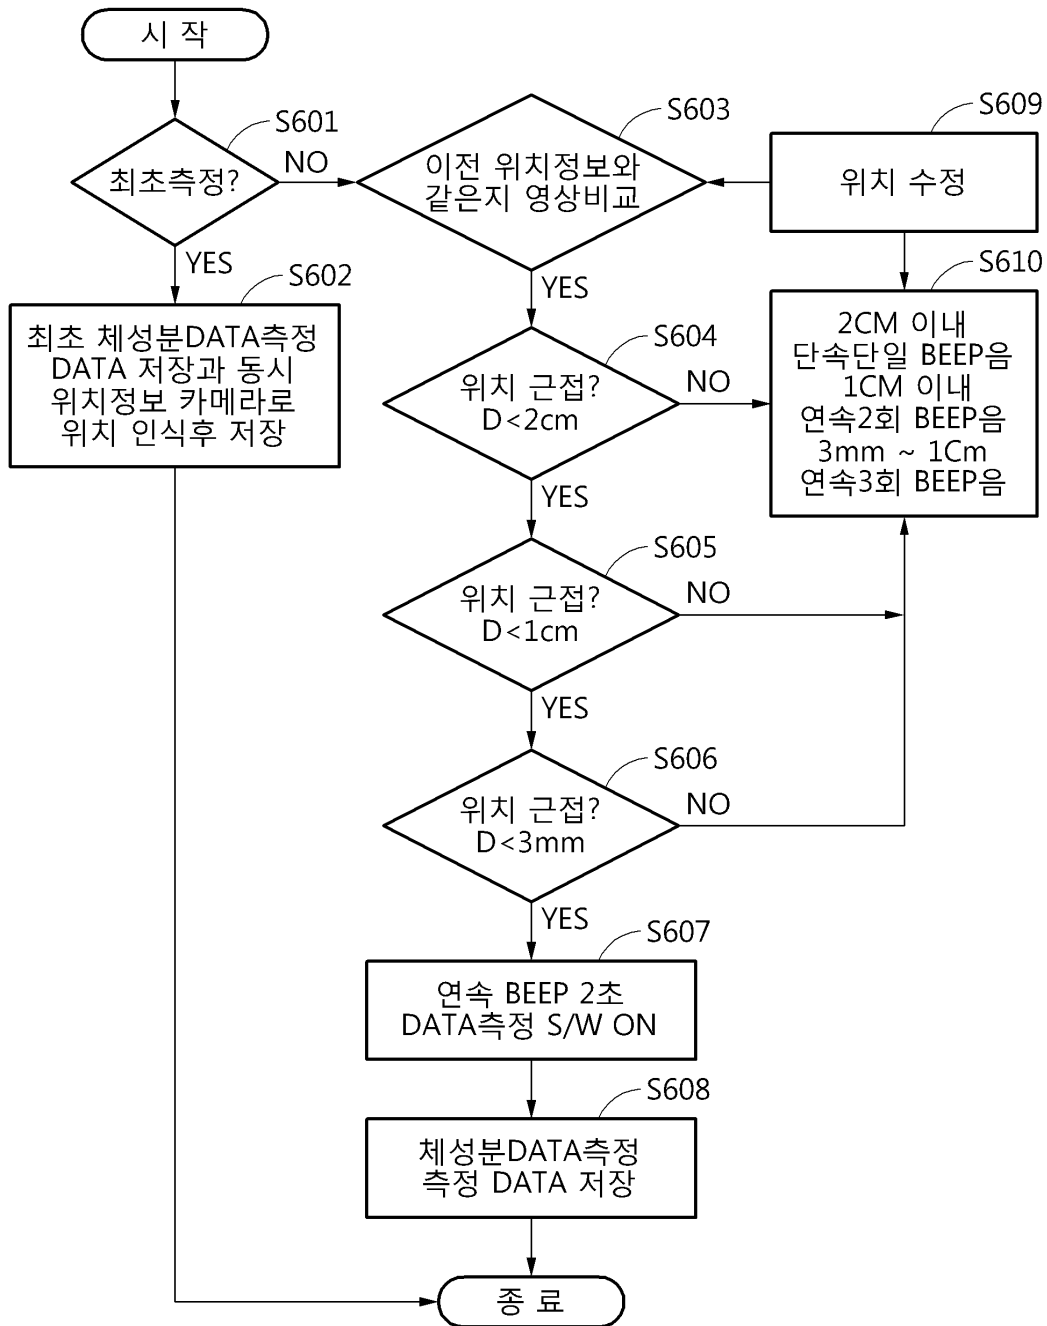 시 작
S601
최초측정?
NO
YES
S602
최초 체성분DATA측정
DATA 저장과 동시
위치정보 카메라로
위치 인식후 저장
S603
이전 위치정보와
같은지 영상비교
YES
S609
위치 수정
S604
위치 근접?
D<2cm
NO
YES
S610
2CM 이내
단속단일 BEEP음
1CM 이내
연속2회 BEEP음
3mm ~ 1Cm
연속3회 BEEP음
S605
위치 근접?
D<1cm
NO
YES
S606
위치 근접?
D<3mm
NO
YES
S607
연속 BEEP 2초
DATA측정 S/W ON
S608
체성분DATA측정
측정 DATA 저장
종 료